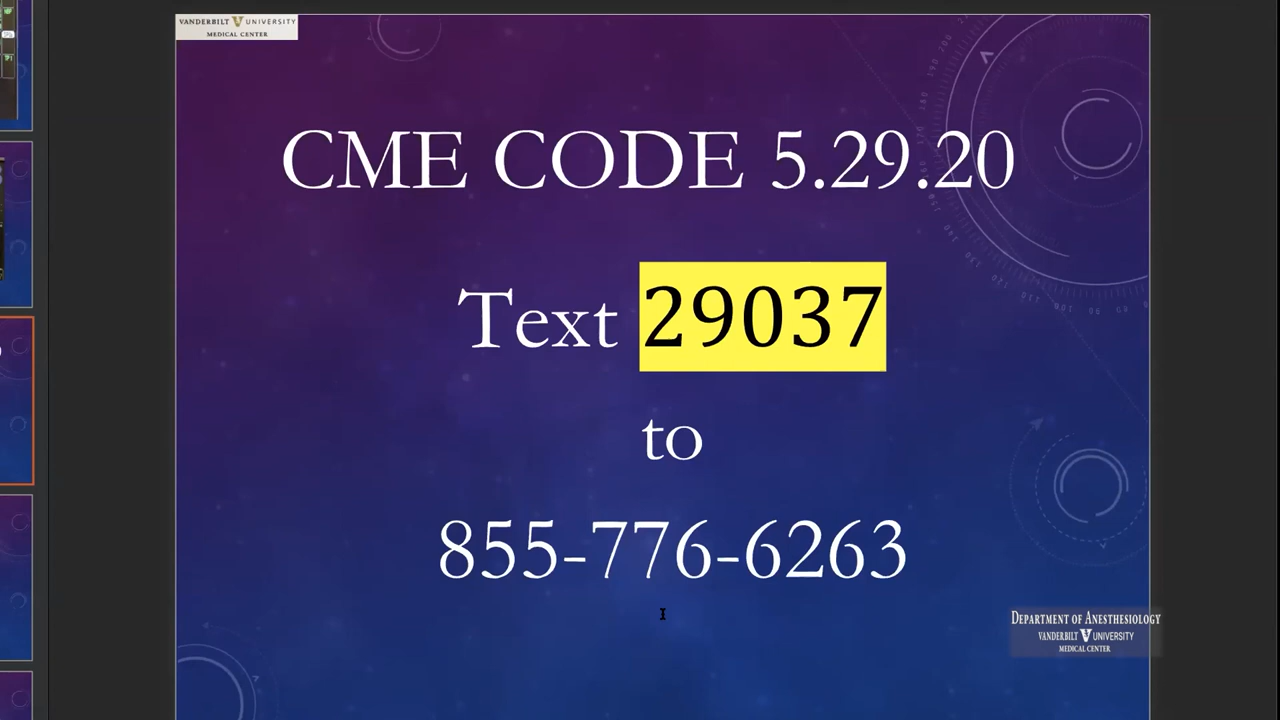 VANDERBILT V UNIVERSITY
MEDICAL CENTER
CME CODE 5.29.20
Text 29037
to
855-776-6263
DEPARTMENT OF ANESTHESIOLOGY
VANDERBILT V UNIVERSITY
MEDICAL CENTER